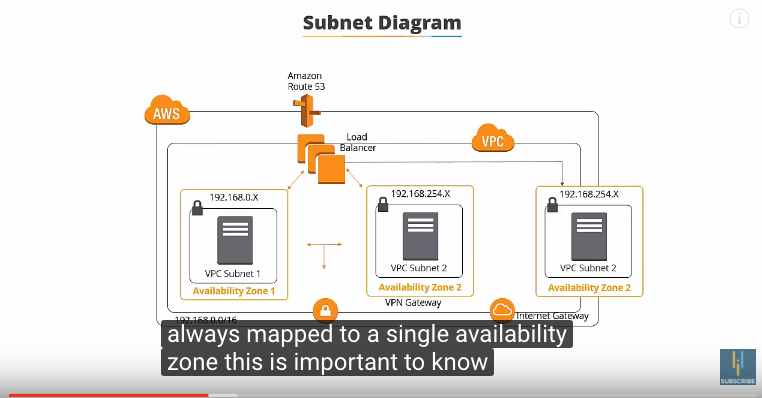 Subnet Diagram
Amazon
Route 53
AWS
Load
Balancer
VPC
192.168.0.X
192.168.254.X
192.168.254.X
VPC Subnet 1
VPC Subnet 2
VPC Subnet 2
Availability Zone 1
Availability Zone 2
Availability Zone 2
VPN Gateway
Internet Gateway
192.168.0.0/16
always mapped to a single availability
zone this is important to know
SUBSCRIBE